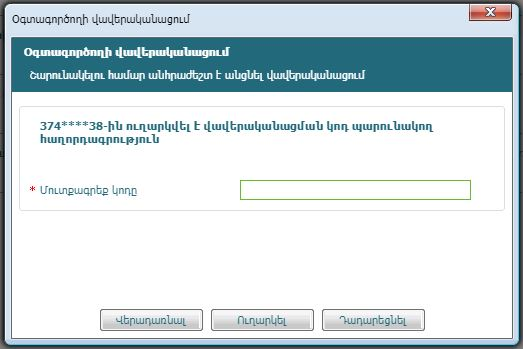 Օգտագործողի վավերականացում
Օգտագործողի վավերականացում
Շարունակելու համար անհրաժեշտ է անցնել վավերականացում
374****38-ին ուղարկվել է վավերականացման կոդ պարունակող
հաղորդագրություն
* Մուտքագրեք կոդը
Վերադառնալ Ուղարկել Դադարեցնել